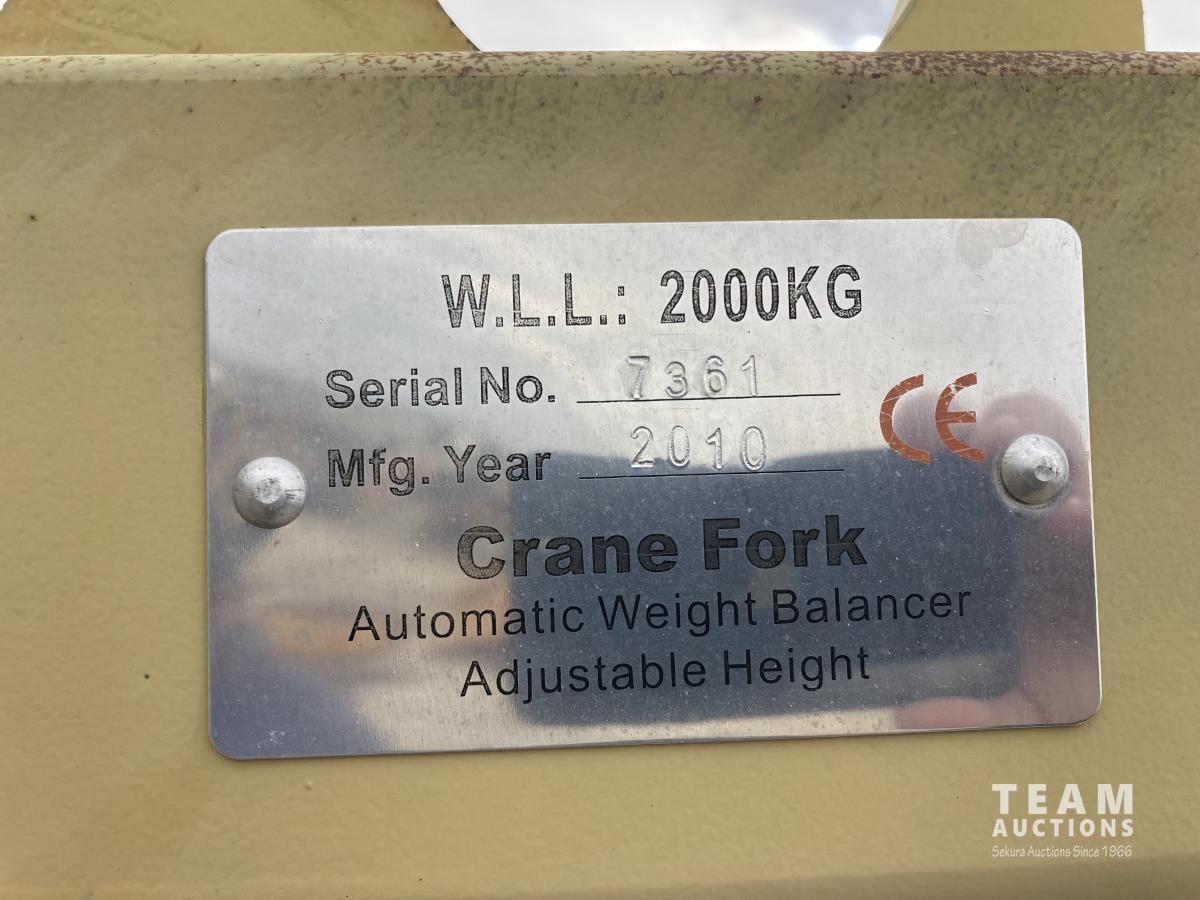 W.L.L.: 2000KG
Serial No. 7361
Mfg. Year 2010
CE
Crane Fork
Automatic Weight Balancer
Adjustable Height
TEAM
AUCTIONS
Sekura Auctions Since 1966